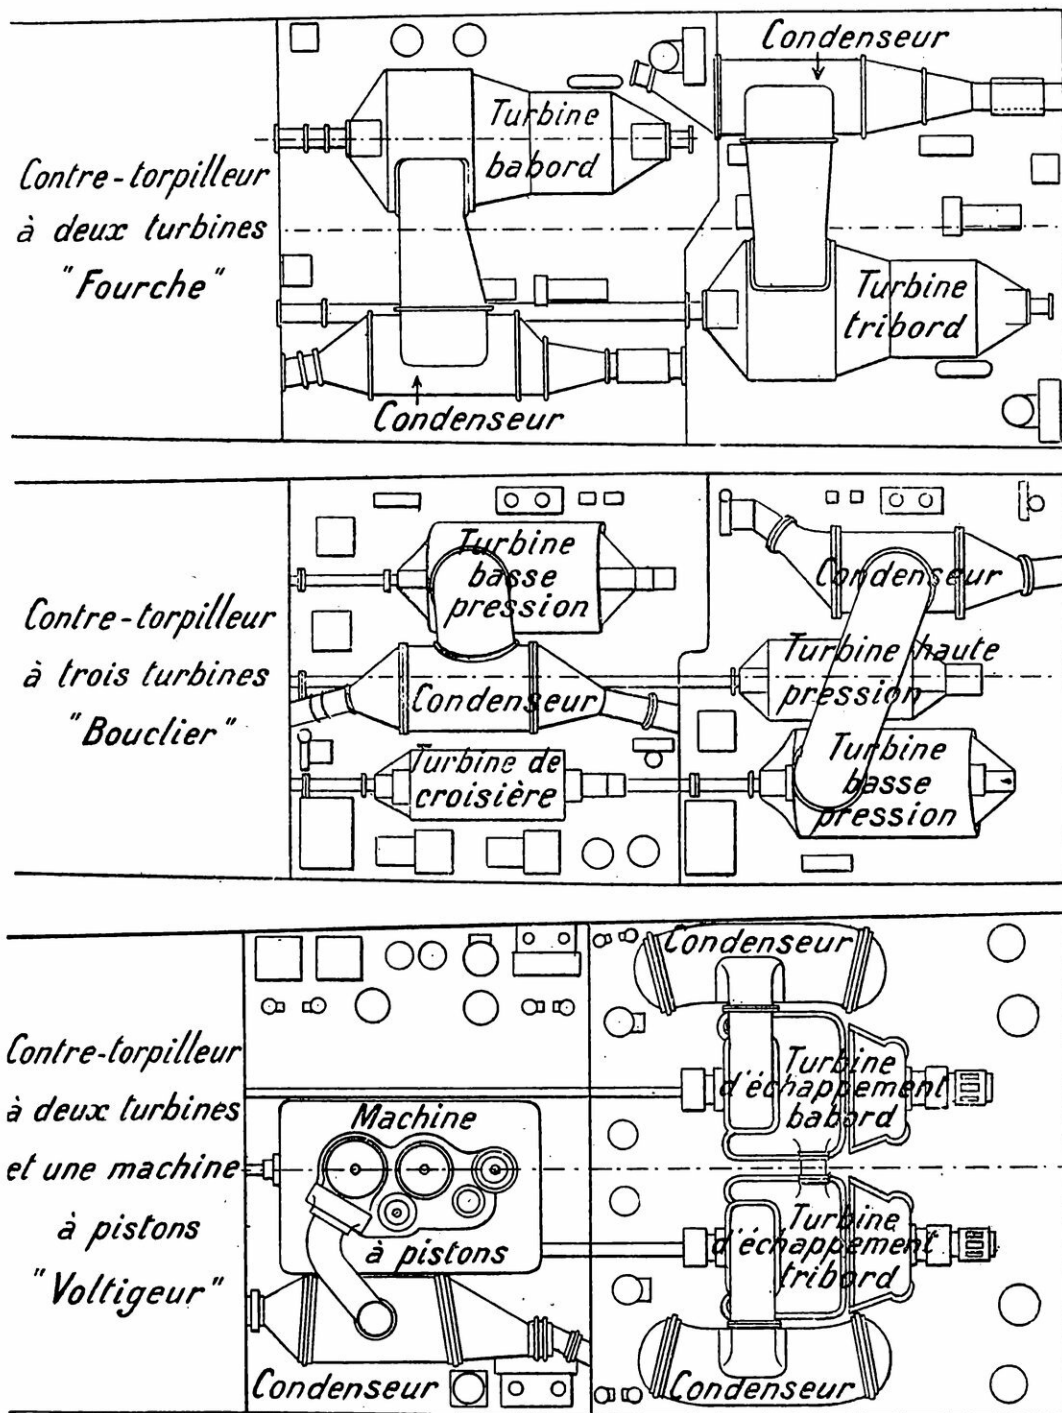 Contre-torpilleur
à deux turbines
"Fourche"
Turbine
babord
Condenseur
Condenseur
Turbine
tribord
Contre-torpilleur
à trois turbines
"Bouclier"
Turbine
basse
pression
Condenseur
Turbine de
croisière
Condenseur
Turbine haute
pression
Turbine
basse
pression
Contre-torpilleur
à deux turbines
et une machine
à pistons
"Voltigeur"
Machine
à pistons
Condenseur
Condenseur
Turbine
d'échappement
babord
Turbine
d'échappement
tribord
Condenseur